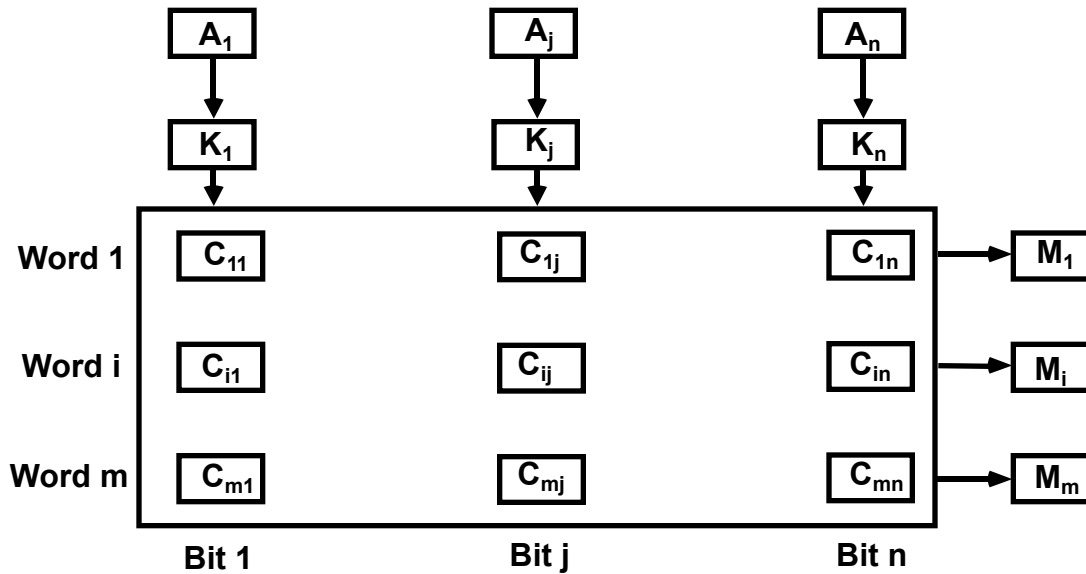 A₁ Aⱼ Aₙ
K₁ Kⱼ Kₙ
Word 1 C₁₁ C₁ⱼ C₁ₙ M₁
Word i Cᵢ₁ Cᵢⱼ Cᵢₙ Mᵢ
Word m Cₘ₁ Cₘⱼ Cₘₙ Mₘ
Bit 1 Bit j Bit n